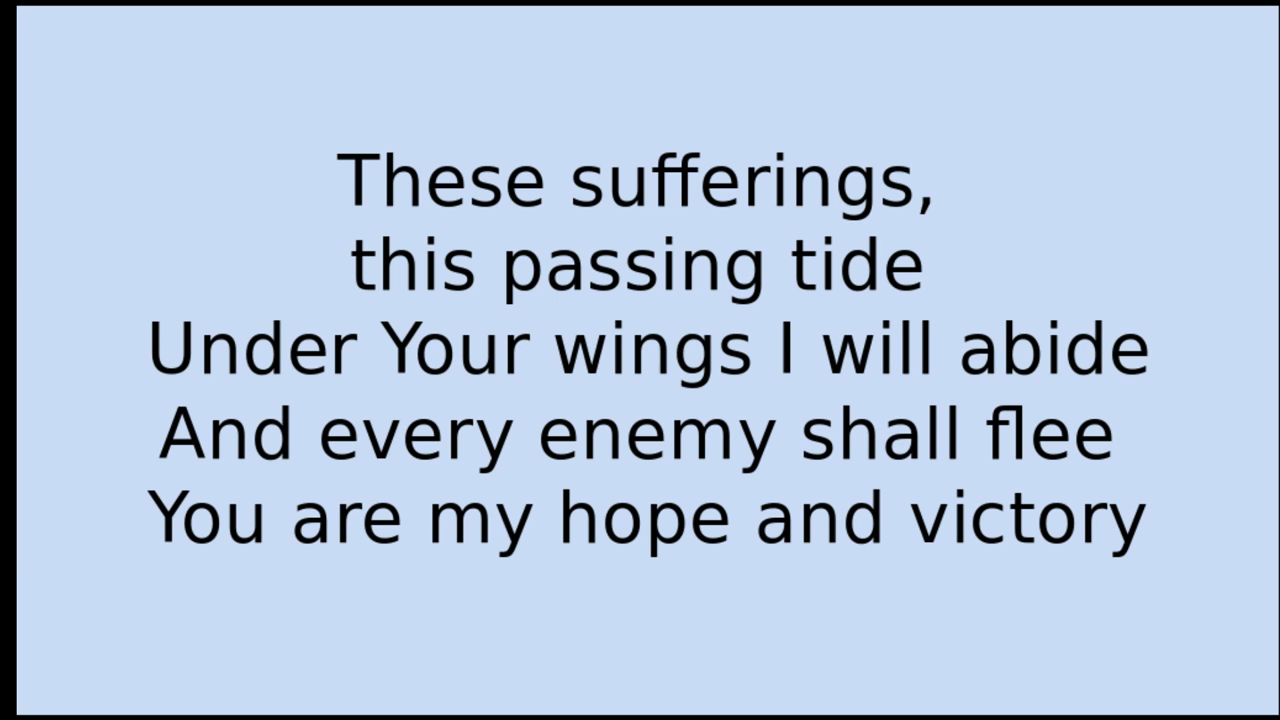 These sufferings,
this passing tide
Under Your wings I will abide
And every enemy shall flee
You are my hope and victory